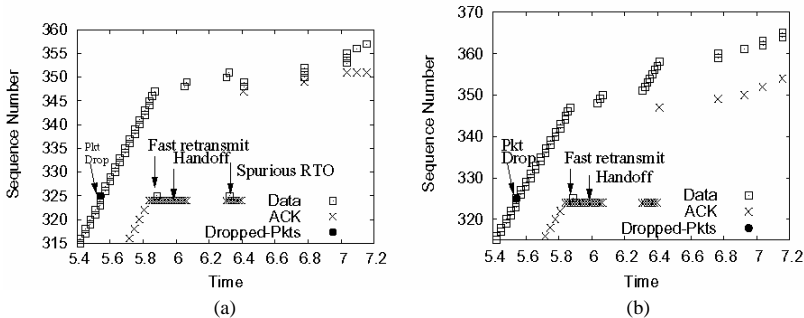 360
355
350
345
340
335
330
325
320
315
Sequence Number
Pkt
Drop
Fast retransmit
Handoff
Spurious RTO
Data
ACK
Dropped-Pkts
5.4 5.6 5.8 6 6.2 6.4 6.6 6.8 7 7.2
Time
(a)
370
360
350
340
330
320
Sequence Number
Pkt
Drop
Fast retransmit
Handoff
Data
ACK
Dropped-Pkts
5.4 5.6 5.8 6 6.2 6.4 6.6 6.8 7 7.2
Time
(b)